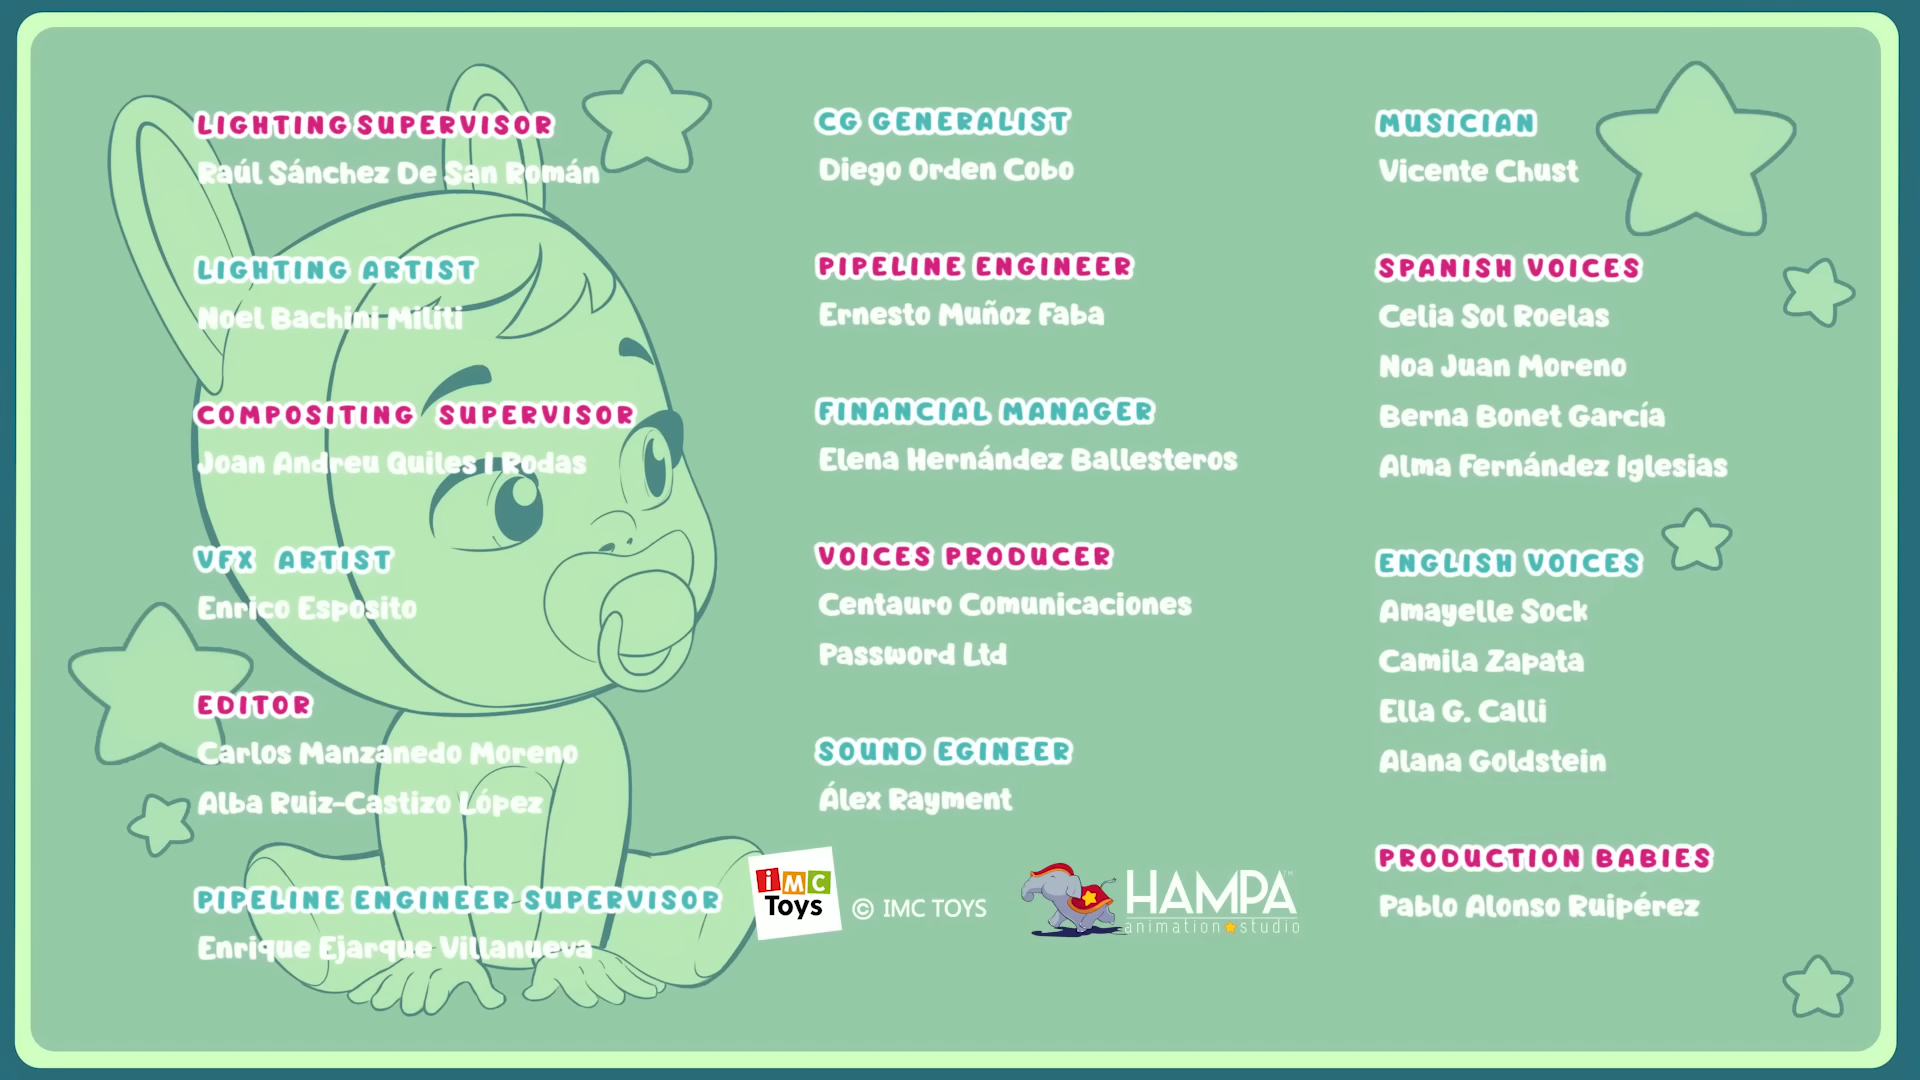 LIGHTING SUPERVISOR
Raúl Sánchez De San Román
LIGHTING ARTIST
Noel Bachini Militi
COMPOSITING SUPERVISOR
Joan Andreu Quiles I Rodas
VFX ARTIST
Enrico Esposito
EDITOR
Carlos Manzanedo Moreno
Alba Ruiz-Castizo López
PIPELINE ENGINEER SUPERVISOR
Enrique Ejarque Villanueva
CG GENERALIST
Diego Orden Cobo
PIPELINE ENGINEER
Ernesto Muñoz Faba
FINANCIAL MANAGER
Elena Hernández Ballesteros
VOICES PRODUCER
Centauro Comunicaciones
Password Ltd
SOUND EGINEER
Álex Rayment
iMC
Toys
© IMC TOYS
HAMPA™
animation studio
MUSICIAN
Vicente Chust
SPANISH VOICES
Celia Sol Roelas
Noa Juan Moreno
Berna Bonet García
Alma Fernández Iglesias
ENGLISH VOICES
Amayelle Sock
Camila Zapata
Ella G. Calli
Alana Goldstein
PRODUCTION BABIES
Pablo Alonso Ruipérez